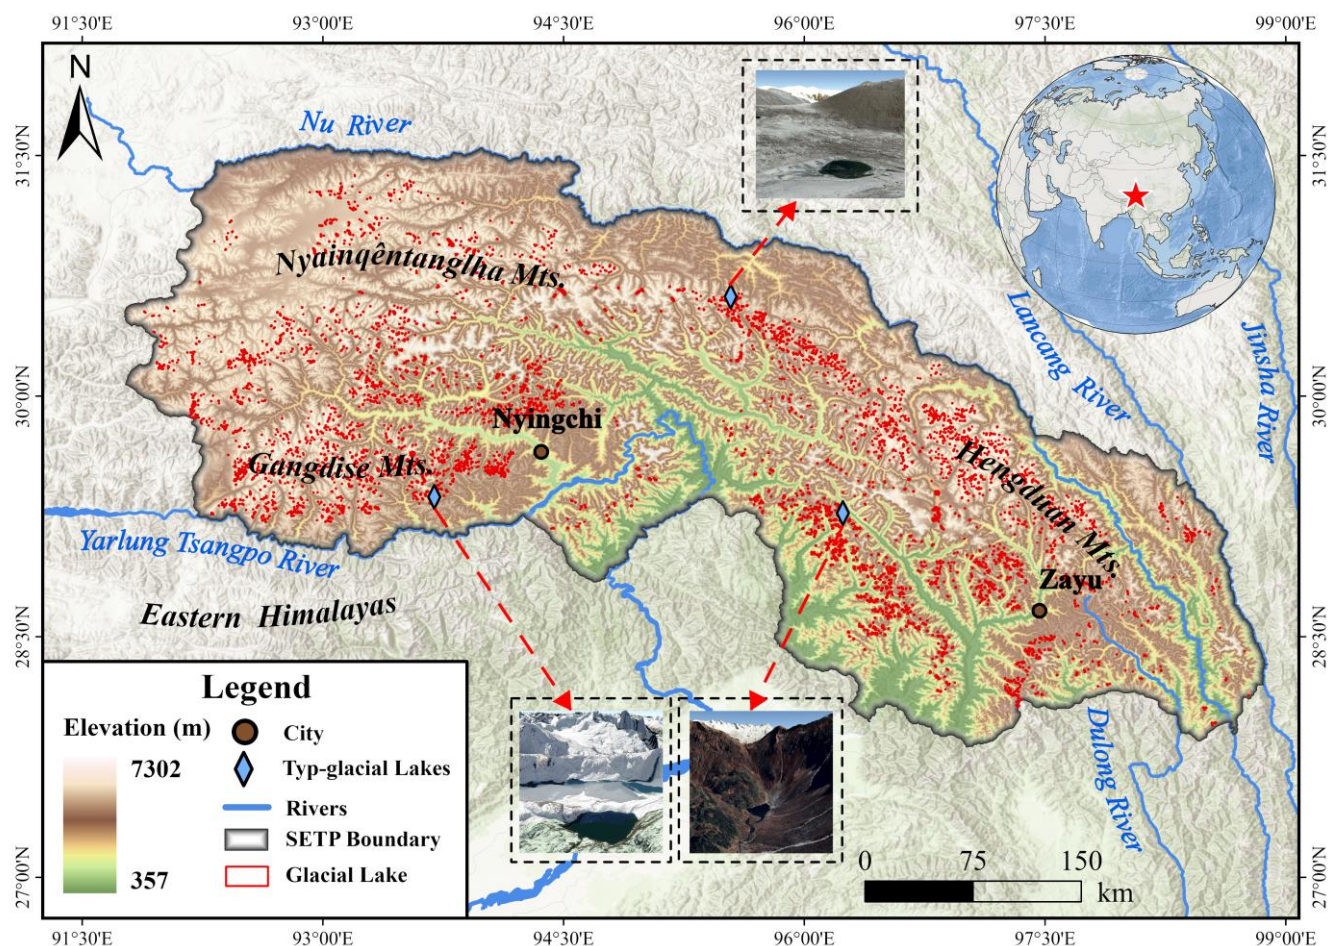 91°30'E 93°00'E 94°30'E 96°00'E 97°30'E 99°00'E
N
31°30'N
31°30'N
Nu River
Nyainqêntanglha Mts.
Lancang River
Jinsha River
30°00'N
30°00'N
Nyingchi
Gangdise Mts.
Hengduan Mts.
Yarlung Tsangpo River
Zayu
Eastern Himalayas
28°30'N
28°30'N
Dulong River
Legend
Elevation (m)
7302
357
City
Typ-glacial Lakes
Rivers
SETP Boundary
Glacial Lake
0 75 150
km
27°00'N
27°00'N
91°30'E 93°00'E 94°30'E 96°00'E 97°30'E 99°00'E